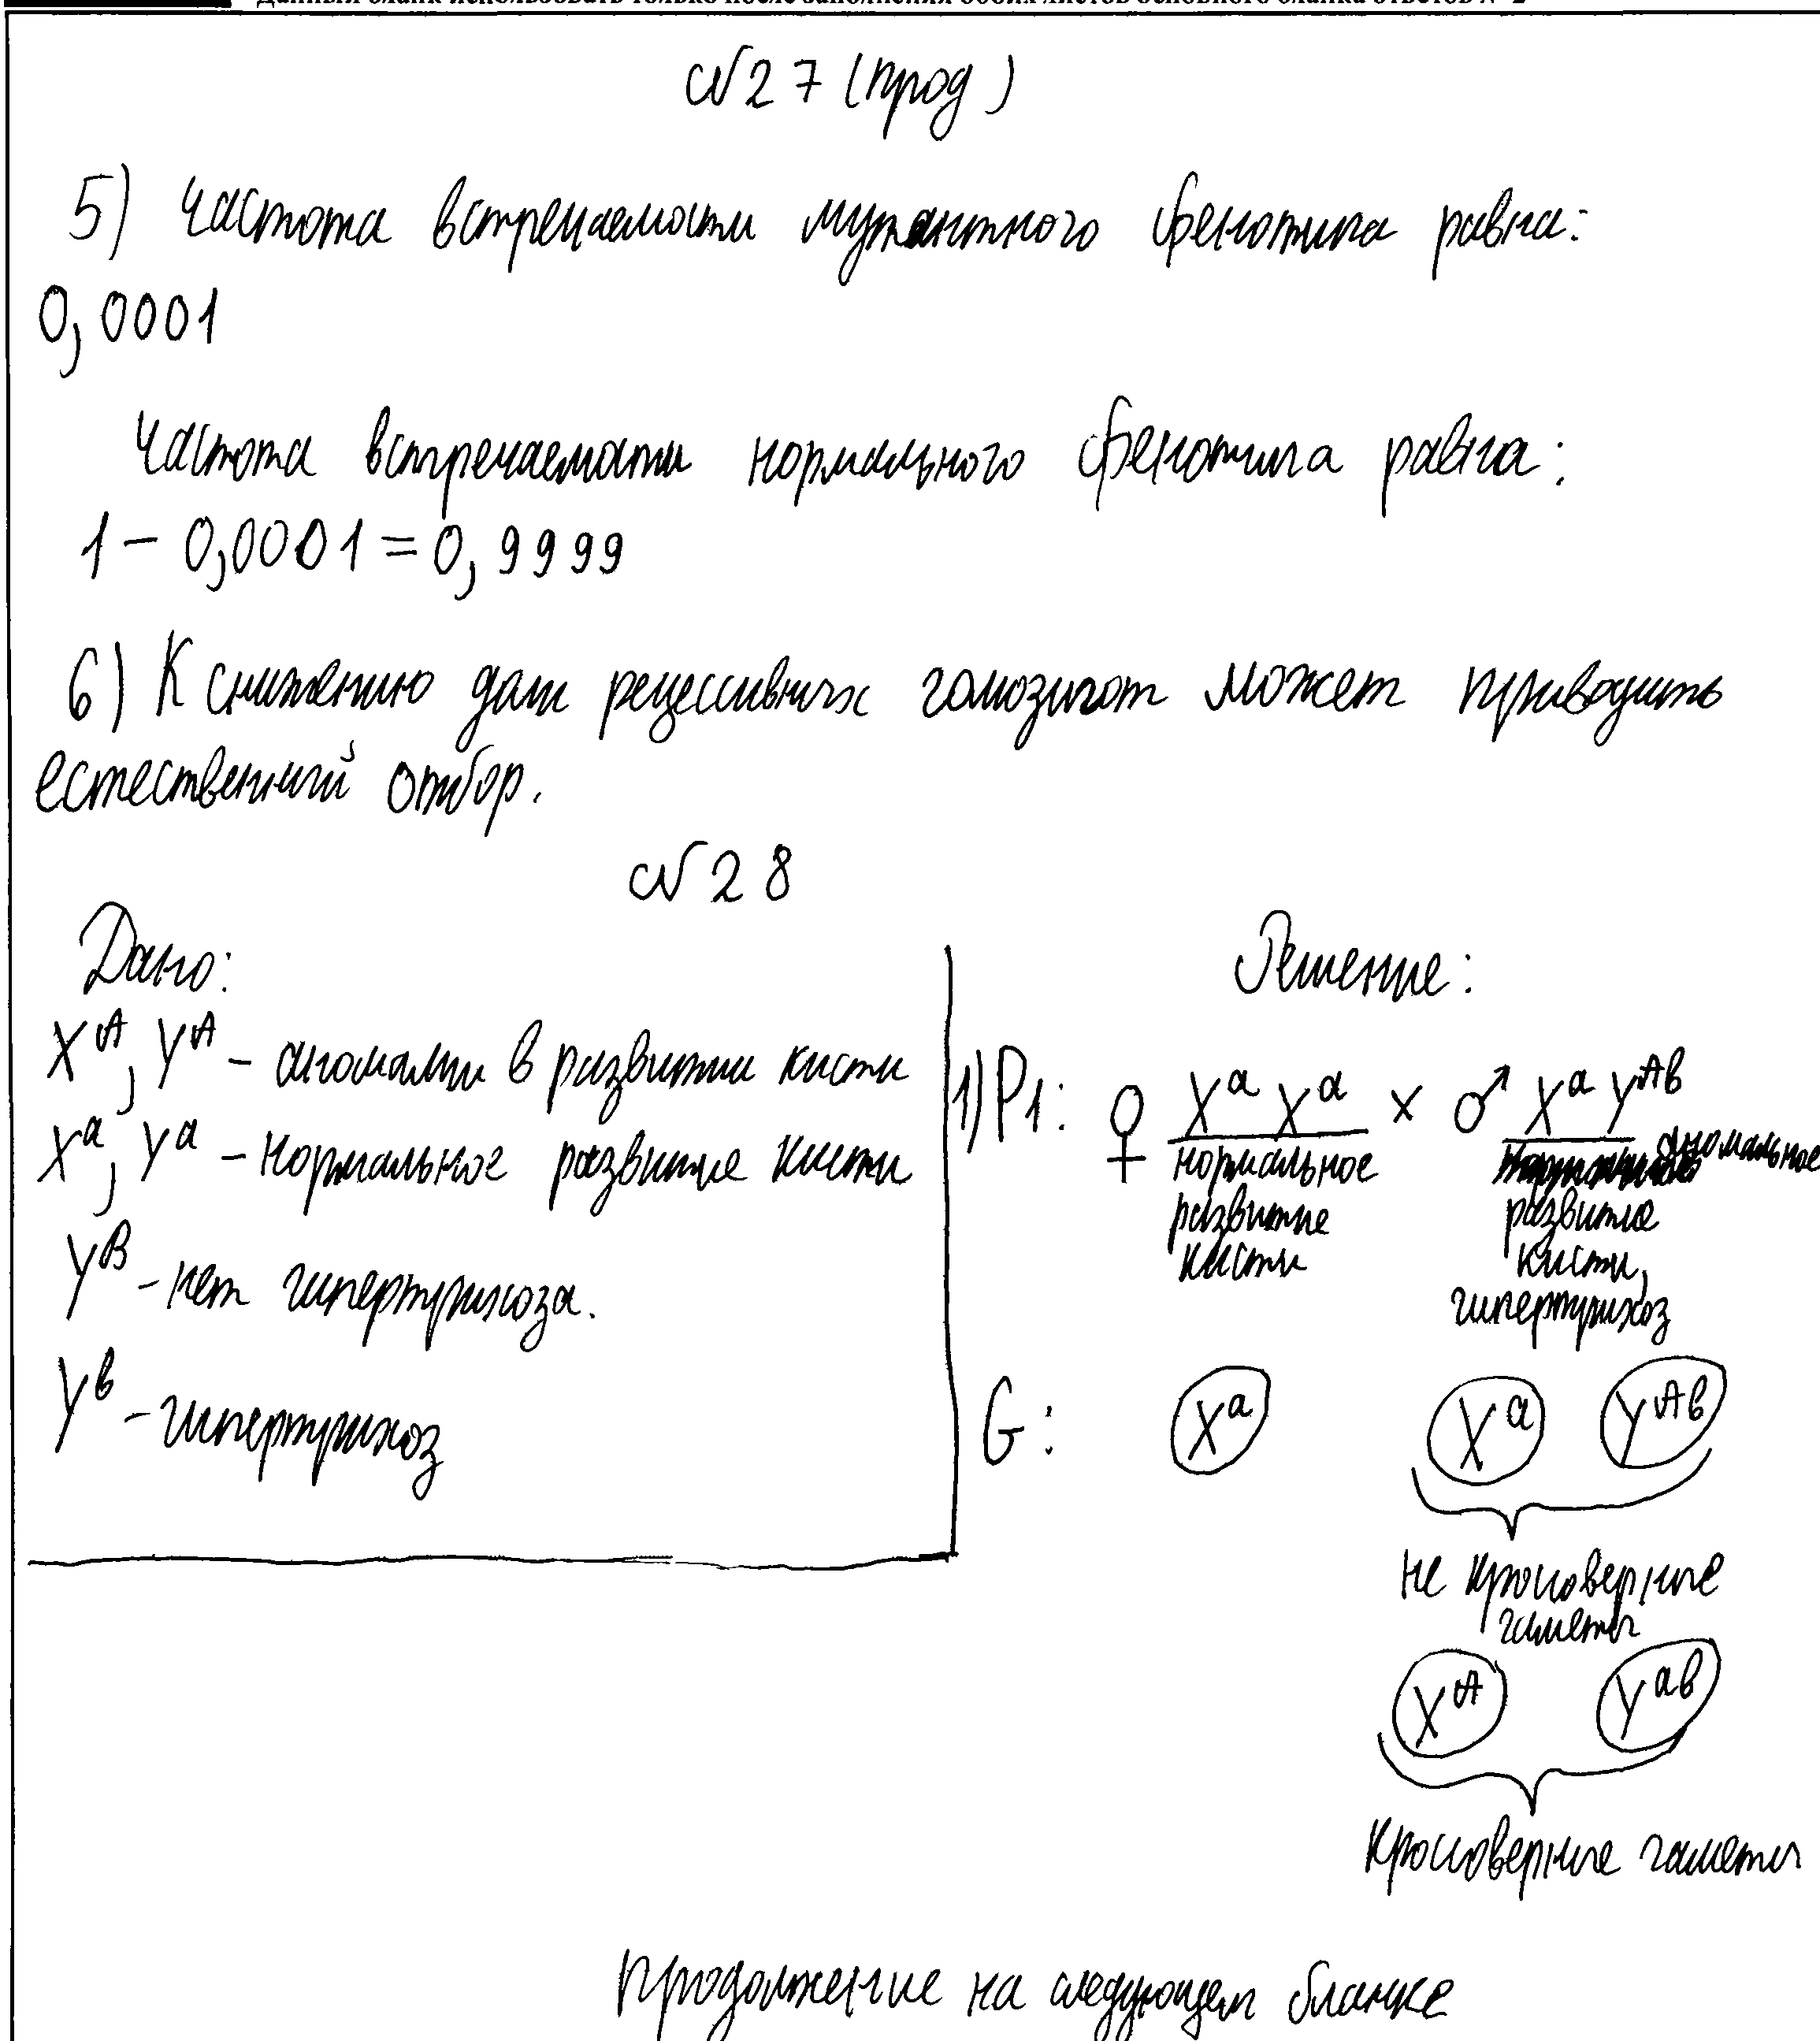 Данный бланк использовать только после заполнения обоих листов основного бланка ответов № 2
№27 (прод)
5) Частота встречаемости мутантного фенотипа равна:
0,0001
Частота встречаемости нормального фенотипа равна:
1 – 0,0001 = 0,9999
6) К снижению доли рецессивных гомозигот может приводить
естественный отбор.
№28
Дано:
X^A, Y^A – аномалии в развитии кисти
X^a, Y^a – нормальное развитие кисти
Y^B – нет гипертрихоза.
Y^b – гипертрихоз
Решение:
1) P1: ♀ X^a X^a × ♂ X^a Y^Ab
нормальное развитие кисти
аномальное развитие кисти, гипертрихоз
G: X^a X^a Y^Ab
не кроссоверные
гаметы
X^A Y^ab
кроссоверные гаметы
продолжение на следующем бланке